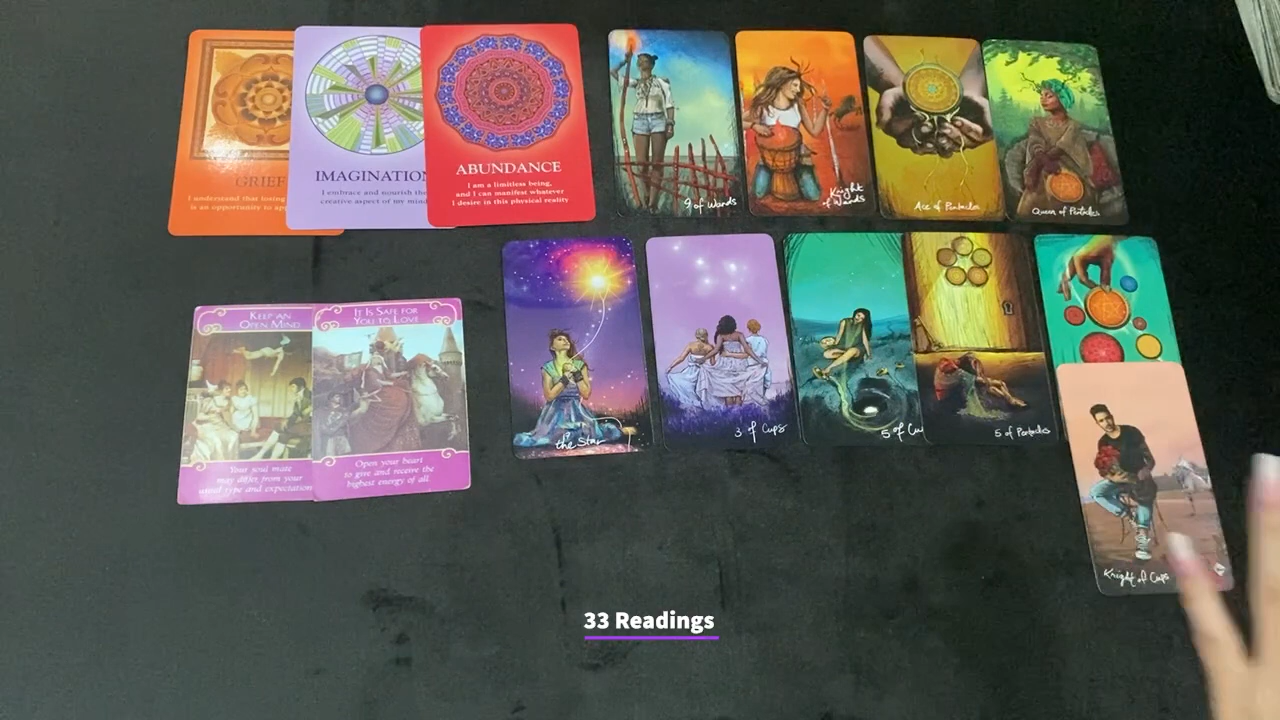 GRIEF
I understand that losing
is an opportunity to
IMAGINATION
I embrace and nourish the
creative aspect of my mind
ABUNDANCE
I am a limitless being,
and I can manifest whatever
I desire in this physical reality
9 of Wands
Knight
of Wands
Ace of Pentacles
Queen of Pentacles
KEEP AN
OPEN MIND
Your soul mate
may differ from your
usual type and expectation
IT IS SAFE FOR
YOU TO LOVE
Open your heart
to give and receive the
highest energy of all.
the Star
3 of Cups
5 of Cu
5 of Pentacles
Knight of Cups
33 Readings